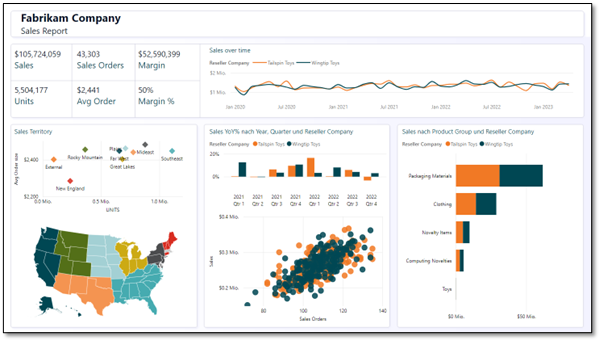 Fabrikam Company
Sales Report
$105,724,059
Sales
43,303
Sales Orders
$52,590,399
Margin
5,504,177
Units
$2,441
Avg Order
50%
Margin %
Sales over time
Reseller Company Tailspin Toys Wingtip Toys
$2 Mio.
$1 Mio.
Jan 2020 Jul 2020 Jan 2021 Jul 2021 Jan 2022 Jul 2022 Jan 2023
Sales Territory
Avg Order size
$2.400
$2.200
External
Rocky Mountain
Far West
Great Lakes
Mideast
Southeast
New England
0.0 Mio. 0.5 Mio. 1.0 Mio.
UNITS
Sales YoY% nach Year, Quarter und Reseller Company
Reseller Company Tailspin Toys Wingtip Toys
20%
0%
2021 Qtr 1
2021 Qtr 2
2021 Qtr 3
2021 Qtr 4
2022 Qtr 1
2022 Qtr 2
2022 Qtr 3
2022 Qtr 4
Sales
$0.4 Mio.
$0.3 Mio.
$0.2 Mio.
80 100 120 140
Sales Orders
Sales nach Product Group und Reseller Company
Reseller Company Tailspin Toys Wingtip Toys
Packaging Materials
Clothing
Novelty Items
Computing Novelties
Toys
$0 Mio. $50 Mio.